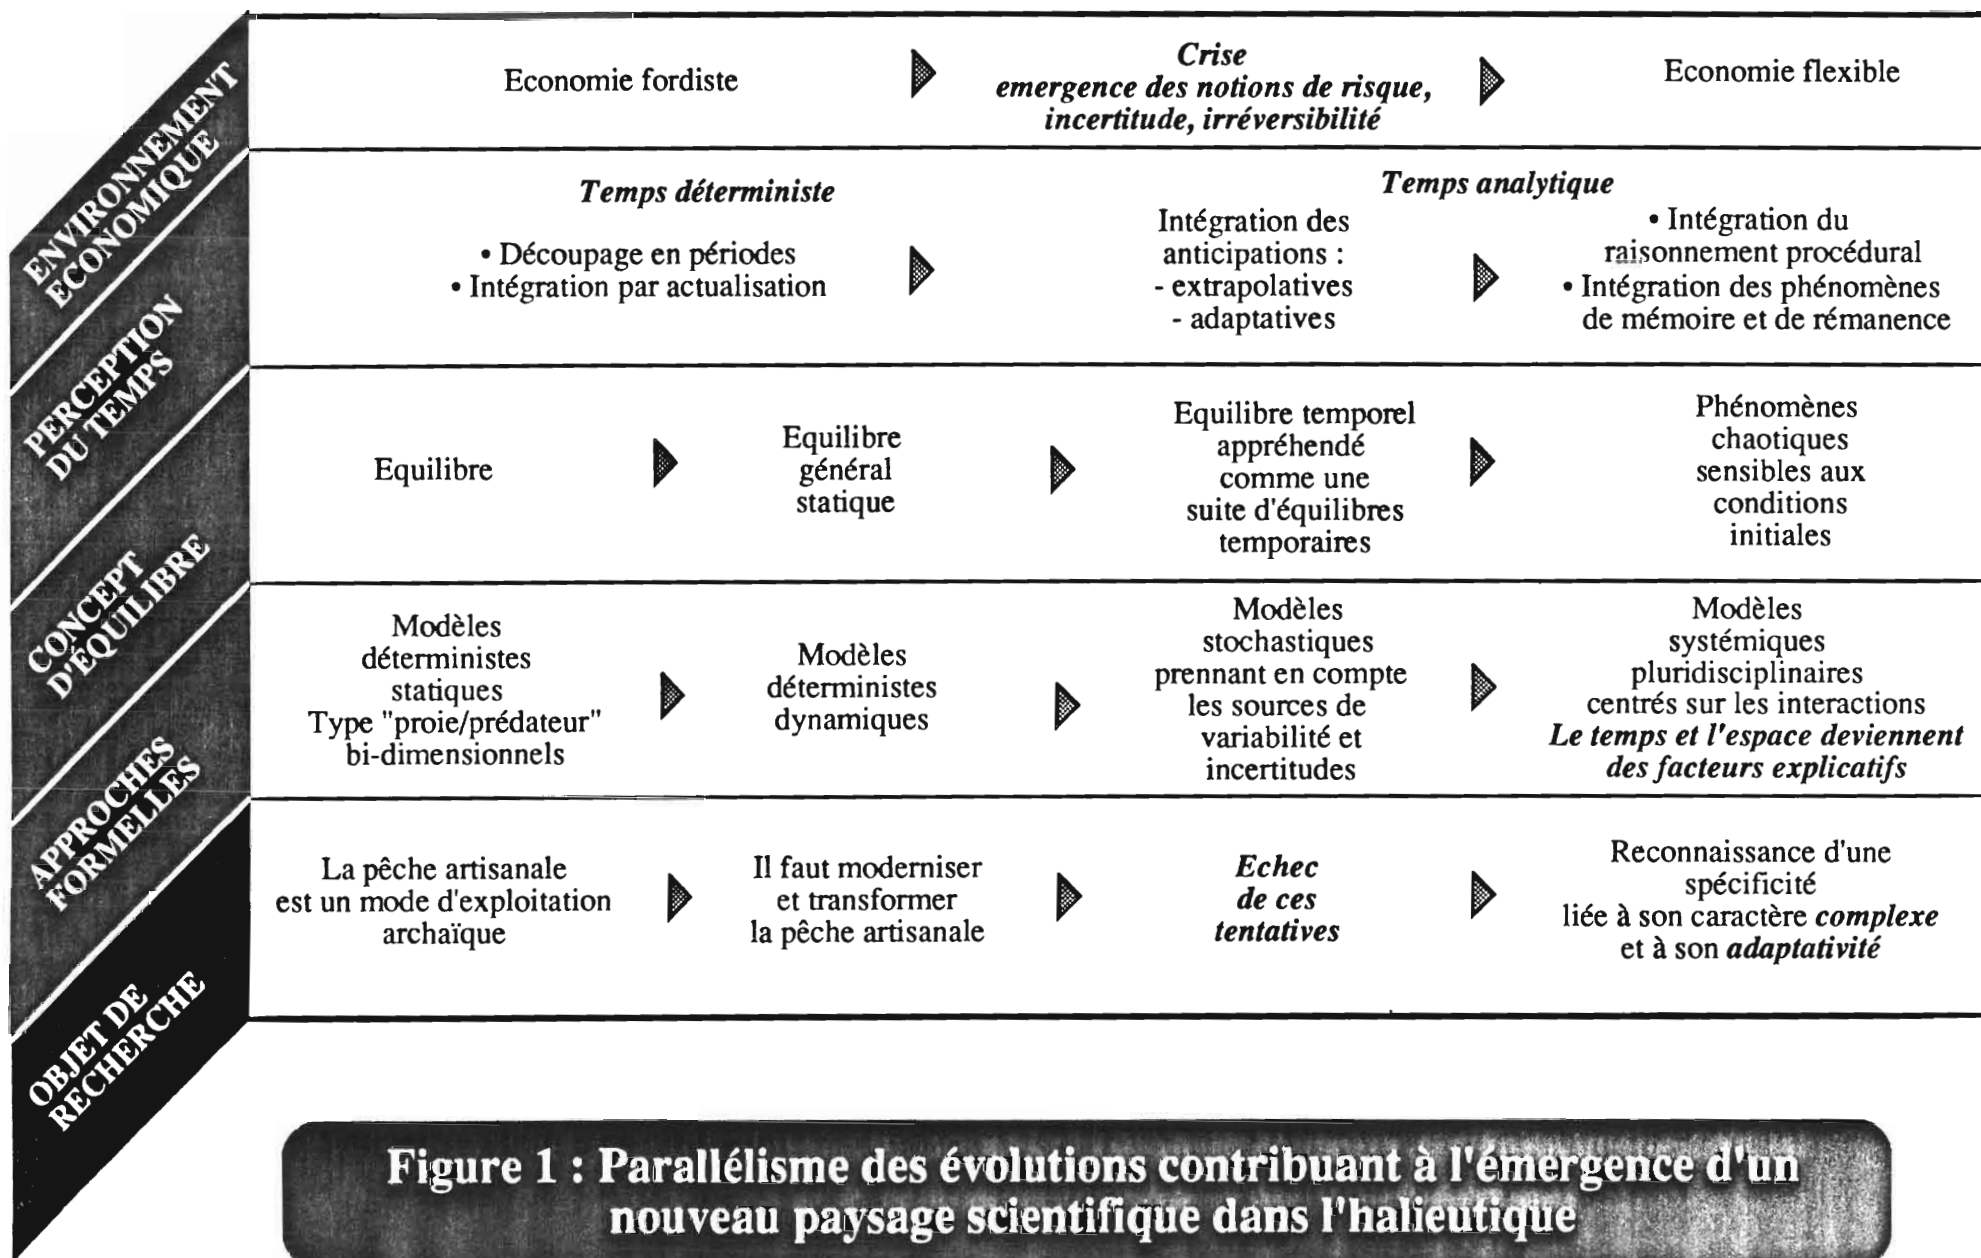 ENVIRONNEMENT
ÉCONOMIQUE
Economie fordiste
Crise
emergence des notions de risque,
incertitude, irréversibilité
Economie flexible
PERCEPTION
DU TEMPS
Temps déterministe
• Découpage en périodes
• Intégration par actualisation
Temps analytique
Intégration des
anticipations :
- extrapolatives
- adaptatives
• Intégration du
raisonnement procédural
• Intégration des phénomènes
de mémoire et de rémanence
CONCEPT
D'ÉQUILIBRE
Equilibre
Equilibre
général
statique
Equilibre temporel
appréhendé
comme une
suite d'équilibres
temporaires
Phénomènes
chaotiques
sensibles aux
conditions
initiales
APPROCHES
FORMELLES
Modèles
déterministes
statiques
Type "proie/prédateur"
bi-dimensionnels
Modèles
déterministes
dynamiques
Modèles
stochastiques
prennant en compte
les sources de
variabilité et
incertitudes
Modèles
systémiques
pluridisciplinaires
centrés sur les interactions
Le temps et l'espace deviennent
des facteurs explicatifs
OBJET DE
RECHERCHE
La pêche artisanale
est un mode d'exploitation
archaïque
Il faut moderniser
et transformer
la pêche artisanale
Echec
de ces
tentatives
Reconnaissance d'une
spécificité
liée à son caractère complexe
et à son adaptativité
Figure 1 : Parallélisme des évolutions contribuant à l'émergence d'un
nouveau paysage scientifique dans l'halieutique